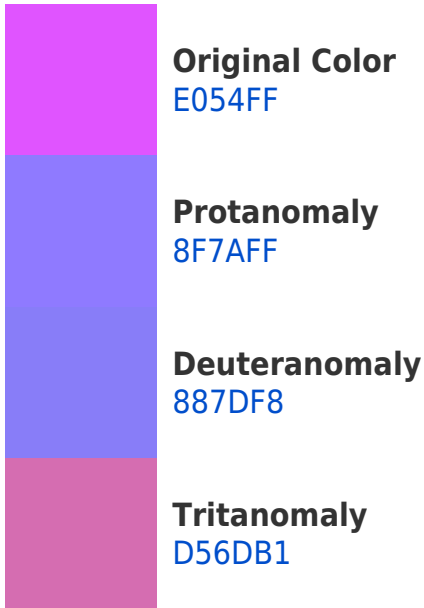 Original Color
E054FF
Protanomaly
8F7AFF
Deuteranomaly
887DF8
Tritanomaly
D56DB1